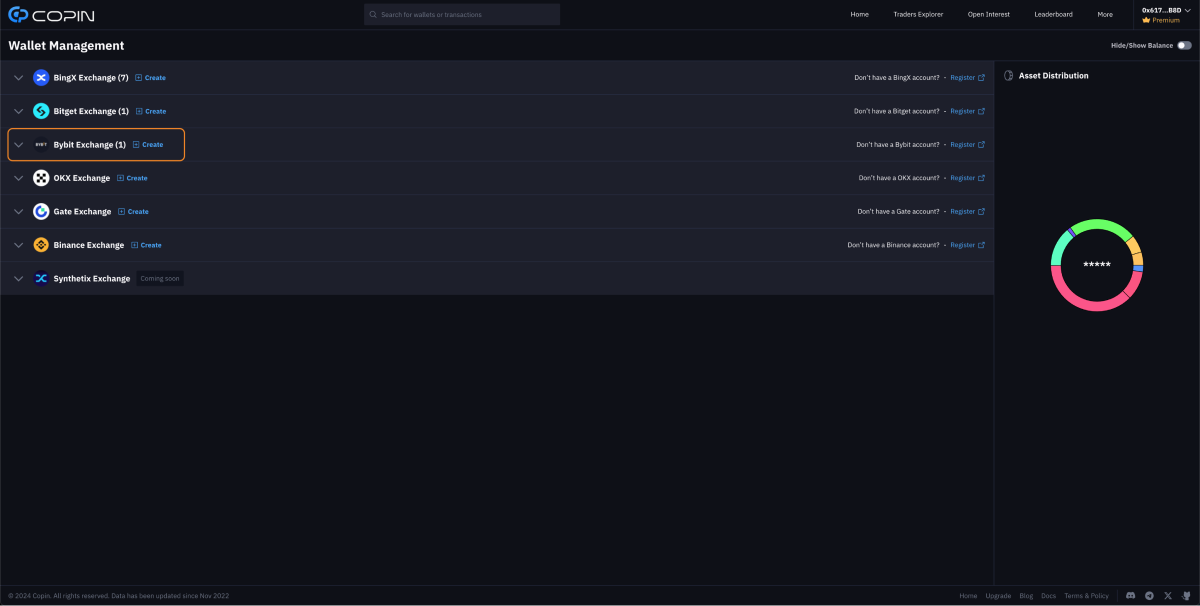 COPIN Search for wallets or transactions Home Traders Explorer Open Interest Leaderboard More 0x617...B8D
Premium
Wallet Management Hide/Show Balance
BingX Exchange (7) Create Don't have a BingX account? - Register Asset Distribution
Bitget Exchange (1) Create Don't have a Bitget account? - Register
BYBIT Bybit Exchange (1) Create Don't have a Bybit account? - Register
OKX Exchange Create Don't have a OKX account? - Register
Gate Exchange Create Don't have a Gate account? - Register
Binance Exchange Create Don't have a Binance account? - Register
*****
Synthetix Exchange Coming soon
© 2024 Copin. All rights reserved. Data has been updated since Nov 2022 Home Upgrade Blog Docs Terms & Policy